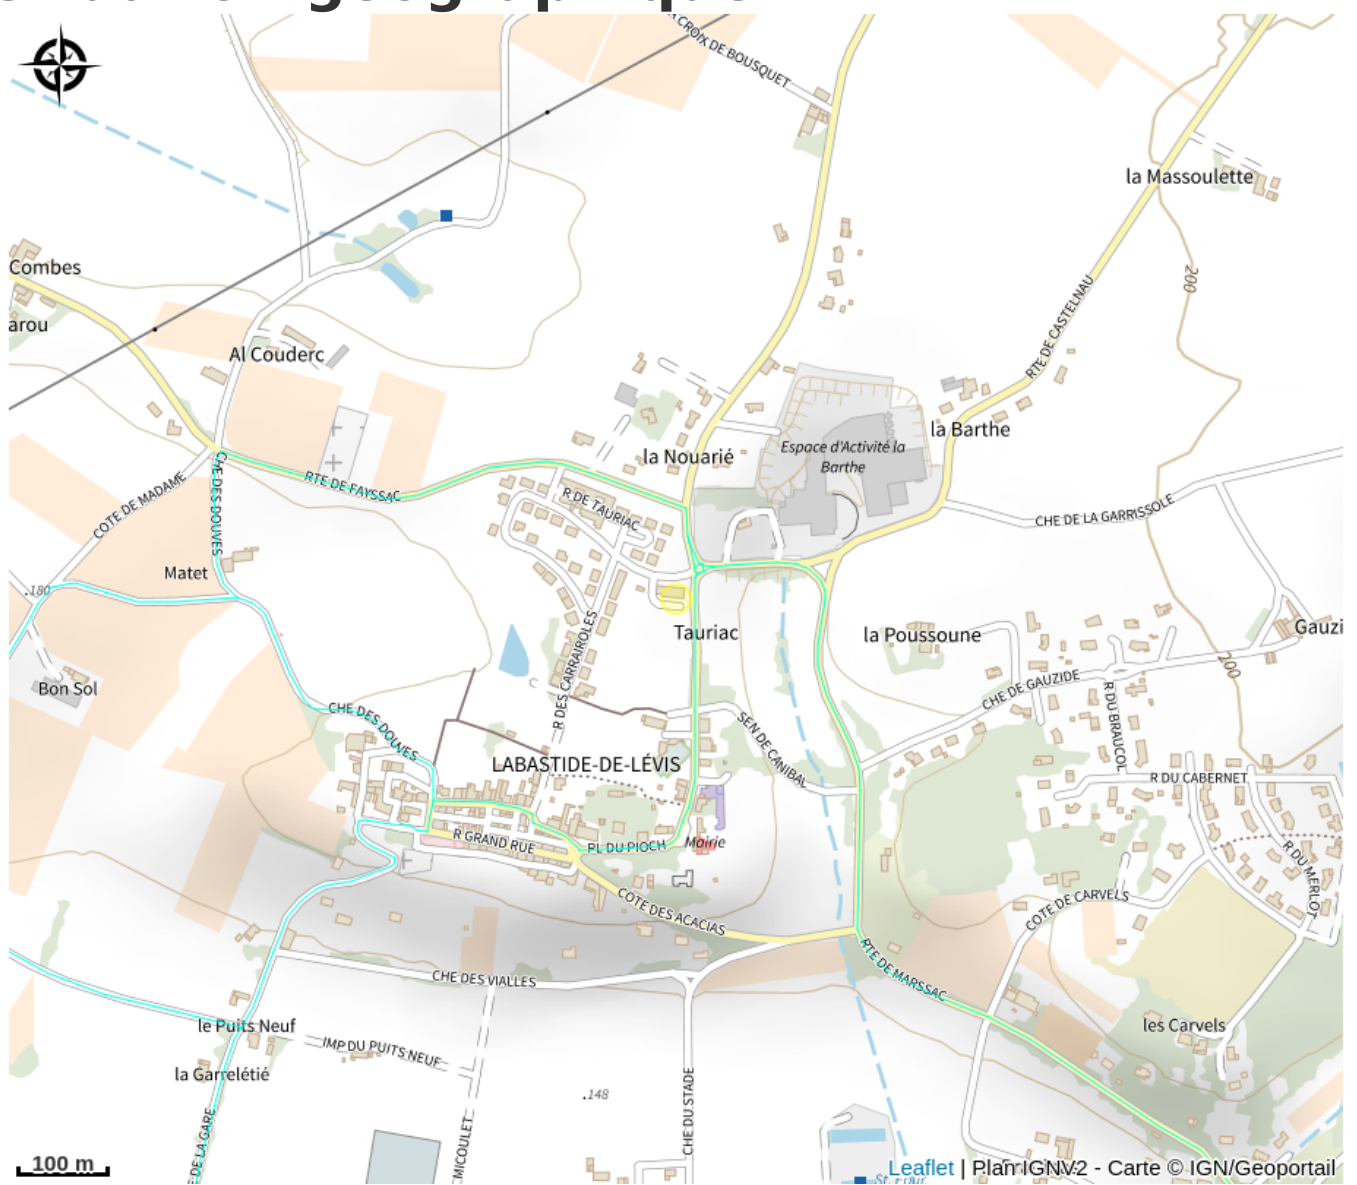 CROIX DE BOUSQUET
la Massoulette
Combes
arou
200
RTE DE CASTELNAU
Al Couderc
la Barthe
Espace d'Activité la
Barthe
la Nouarié
RTE DE FAYSSAC
R DE TAURIAC
CHE DE LA GARRISSOLE
COTE DE MADAME
CHE DES DOUVES
Matet
.180
Tauriac
la Poussoune
Gauzi
200
Bon Sol
R DES CARRAIROLES
CHE DE GAUZIDE
R DU BRAUCOL
CHE DES DOUVES
SEN DE CANIBAL
LABASTIDE-DE-LÉVIS
R DU CABERNET
R GRAND RUE
PL DU PIOCH
Mairie
R DU MERLOT
COTE DES ACACIAS
COTE DE CARVELS
RTE DE MARSSAC
CHE DES VIALLES
le Puits Neuf
IMP DU PUITS NEUF
les Carvels
la Garrelétié
.148
CHE DU STADE
MICOULET
E DE LA GARE
100 m
Leaflet | Plan IGNV2 - Carte © IGN/Geoportail